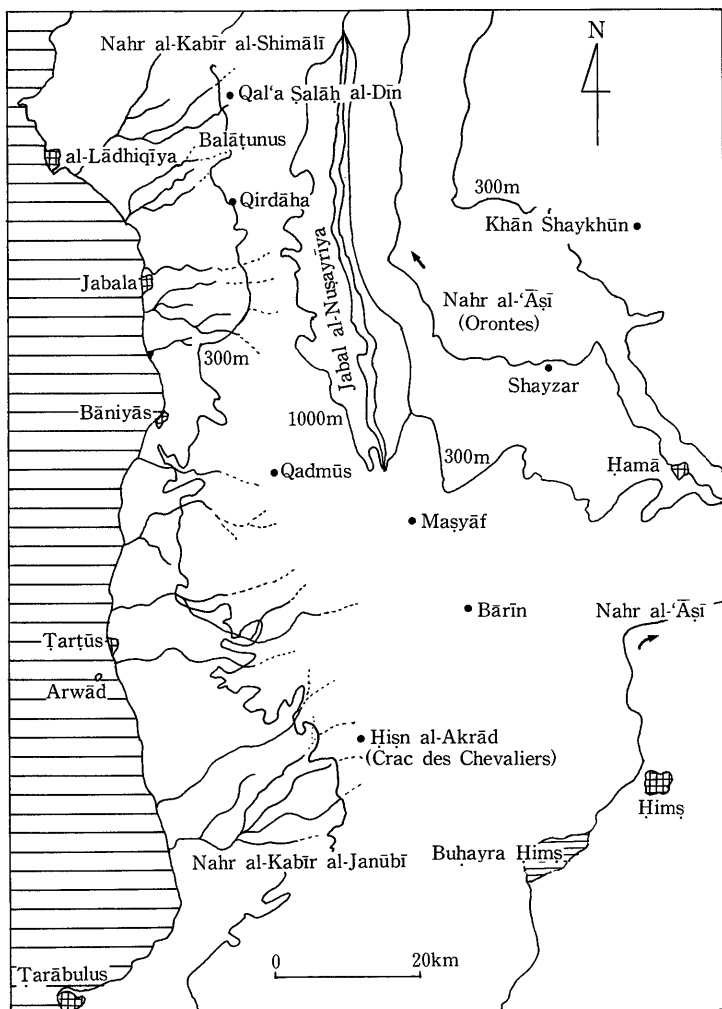 Nahr al-Kabīr al-Shimālī
N
Qal‘a Ṣalāḥ al-Dīn
Balāṭunus
al-Lādhiqīya
300m
Qirdāha
Khān Shaykhūn
Jabala
Jabal al-Nuṣayrīya
Nahr al-‘Āṣī
(Orontes)
300m
Shayzar
Bāniyās
1000m
300m
Ḥamā
Qadmūs
Maṣyāf
Bārīn
Nahr al-‘Āṣī
Ṭarṭūs
Arwād
Ḥiṣn al-Akrād
(Crac des Chevaliers)
Ḥimṣ
Nahr al-Kabīr al-Janūbī
Buḥayra Ḥimṣ
0
20km
Ṭarābulus